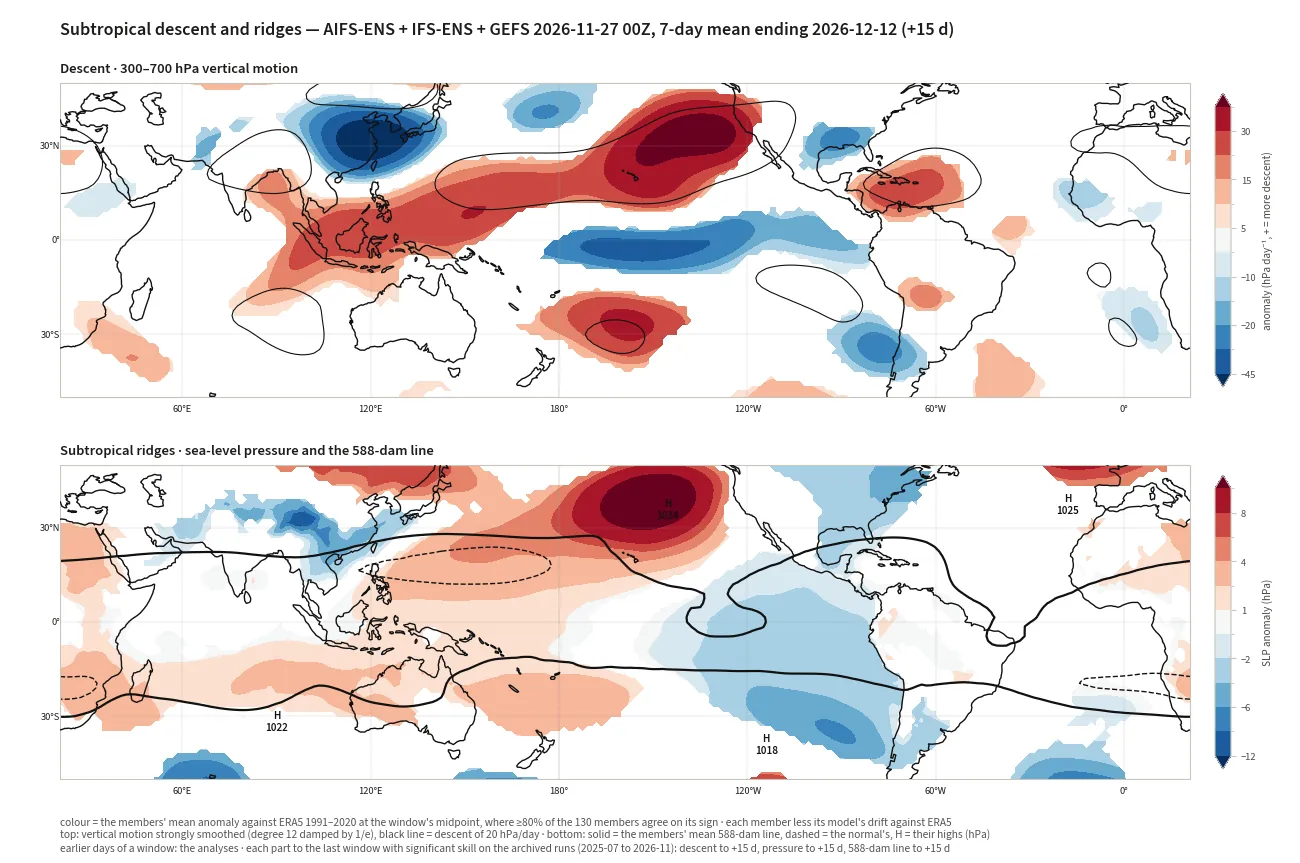 Subtropical descent and ridges — AIFS-ENS + IFS-ENS + GEFS 2026-11-27 00Z, 7-day mean ending 2026-12-12 (+15 d)
Descent · 300–700 hPa vertical motion
30°N
0°
30°S
60°E
120°E
180°
120°W
60°W
0°
30
15
5
−10
−20
−45
anomaly (hPa day⁻¹, + = more descent)
Subtropical ridges · sea-level pressure and the 588-dam line
30°N
0°
30°S
H
H
1025
H
1022
H
1018
60°E
120°E
180°
120°W
60°W
0°
8
4
1
−2
−6
−12
SLP anomaly (hPa)
colour = the members' mean anomaly against ERA5 1991–2020 at the window's midpoint, where ≥80% of the 130 members agree on its sign · each member less its model's drift against ERA5
top: vertical motion strongly smoothed (degree 12 damped by 1/e), black line = descent of 20 hPa/day · bottom: solid = the members' mean 588-dam line, dashed = the normal's, H = their highs (hPa)
earlier days of a window: the analyses · each part to the last window with significant skill on the archived runs (2025-07 to 2026-11): descent to +15 d, pressure to +15 d, 588-dam line to +15 d